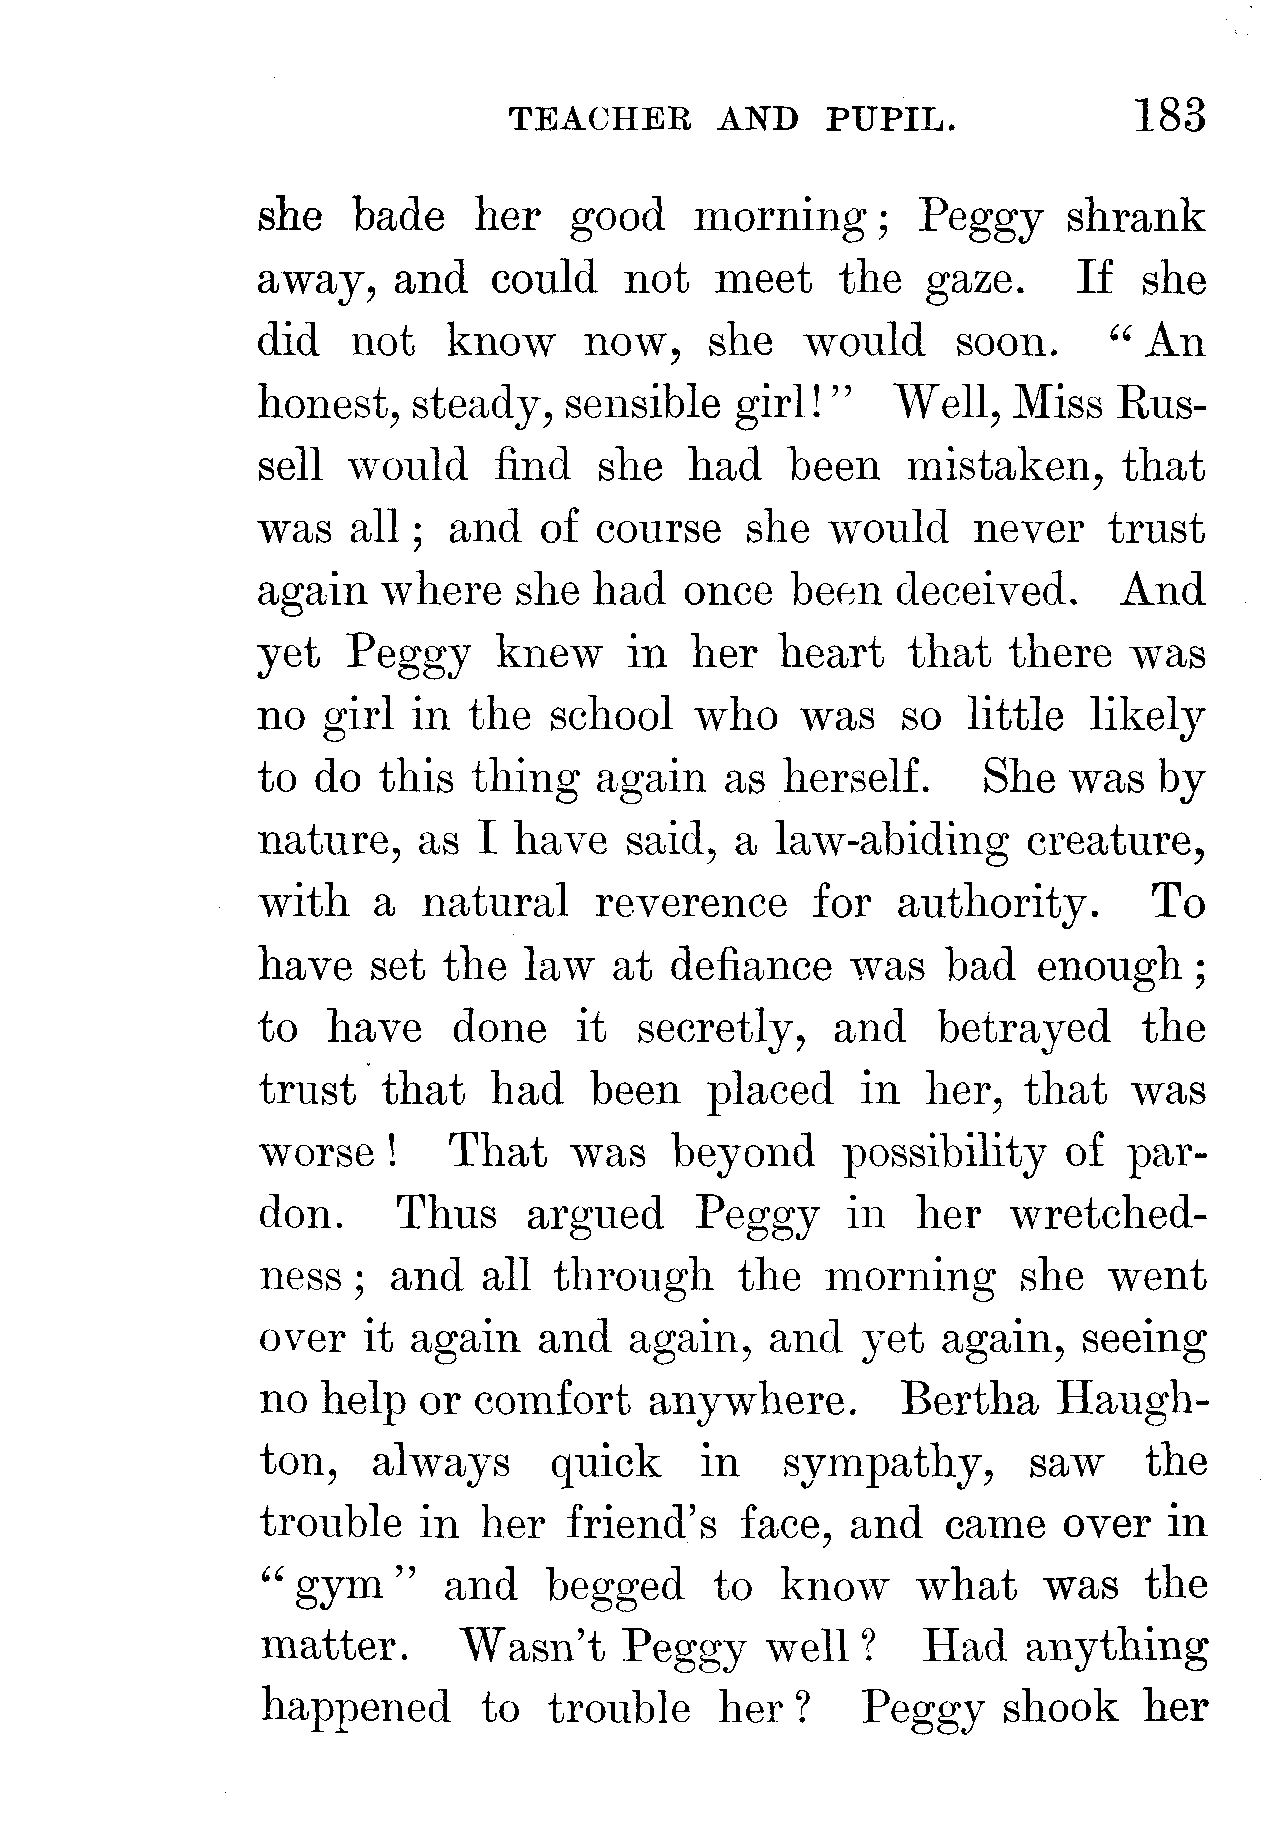 TEACHER AND PUPIL. 183
she bade her good morning; Peggy shrank
away, and could not meet the gaze. If she
did not know now, she would soon. “An
honest, steady, sensible girl!” Well, Miss Rus-
sell would find she had been mistaken, that
was all; and of course she would never trust
again where she had once been deceived. And
yet Peggy knew in her heart that there was
no girl in the school who was so little likely
to do this thing again as herself. She was by
nature, as I have said, a law-abiding creature,
with a natural reverence for authority. To
have set the law at defiance was bad enough;
to have done it secretly, and betrayed the
trust that had been placed in her, that was
worse! That was beyond possibility of par-
don. Thus argued Peggy in her wretched-
ness; and all through the morning she went
over it again and again, and yet again, seeing
no help or comfort anywhere. Bertha Haugh-
ton, always quick in sympathy, saw the
trouble in her friend's face, and came over in
“gym” and begged to know what was the
matter. Wasn't Peggy well? Had anything
happened to trouble her? Peggy shook her